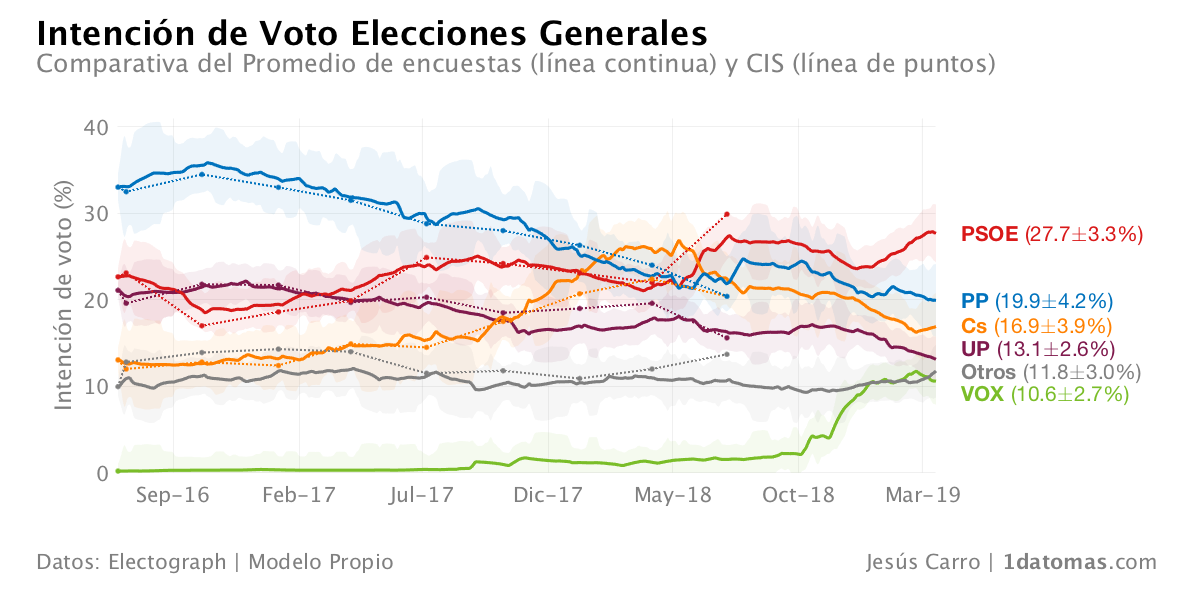 Intención de Voto Elecciones Generales
Comparativa del Promedio de encuestas (línea continua) y CIS (línea de puntos)
Intención de voto (%)
40
30
20
10
0
PSOE (27.7±3.3%)
PP (19.9±4.2%)
Cs (16.9±3.9%)
UP (13.1±2.6%)
Otros (11.8±3.0%)
VOX (10.6±2.7%)
Sep−16 Feb−17 Jul−17 Dic−17 May−18 Oct−18 Mar−19
Datos: Electograph | Modelo Propio
Jesús Carro | 1datomas.com